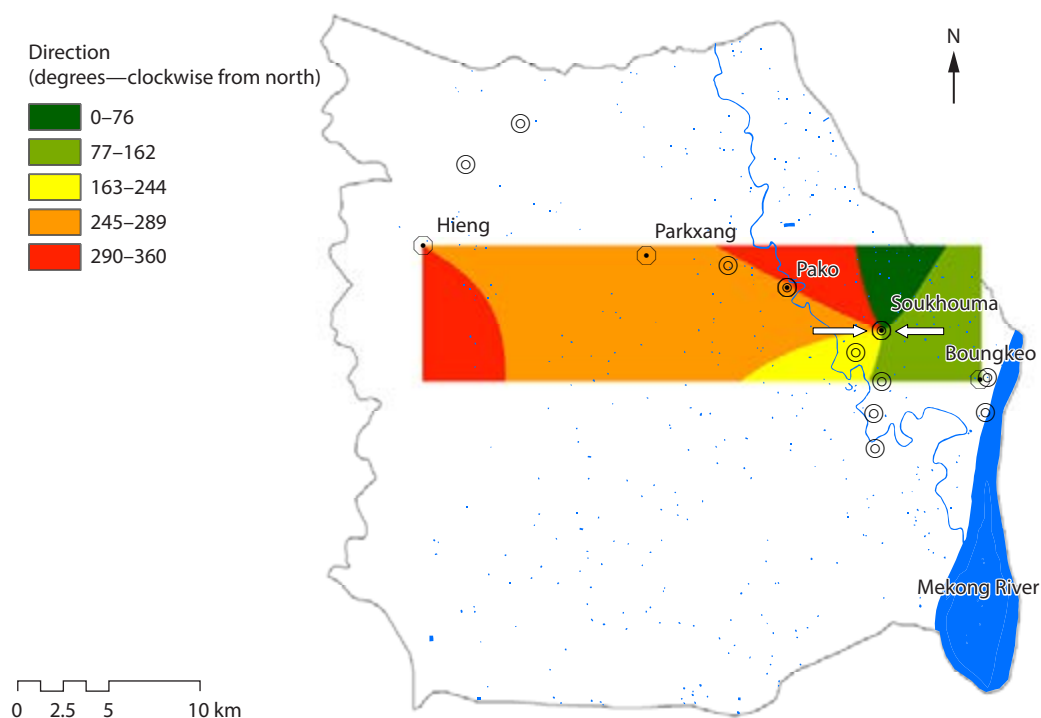 Direction
(degrees—clockwise from north)
0–76
77–162
163–244
245–289
290–360
N
Hieng
Parkxang
Pako
Soukhouma
Boungkeo
Mekong River
0 2.5 5 10 km